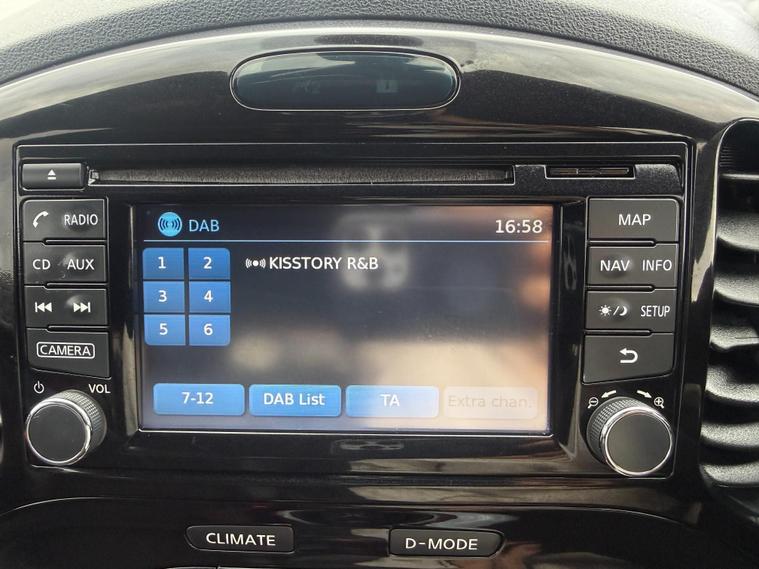 RADIO
CD AUX
CAMERA
VOL
DAB 16:58
1 2 KISSTORY R&B
3 4
5 6
7-12 DAB List TA Extra chan.
MAP
NAV INFO
SETUP
CLIMATE D-MODE